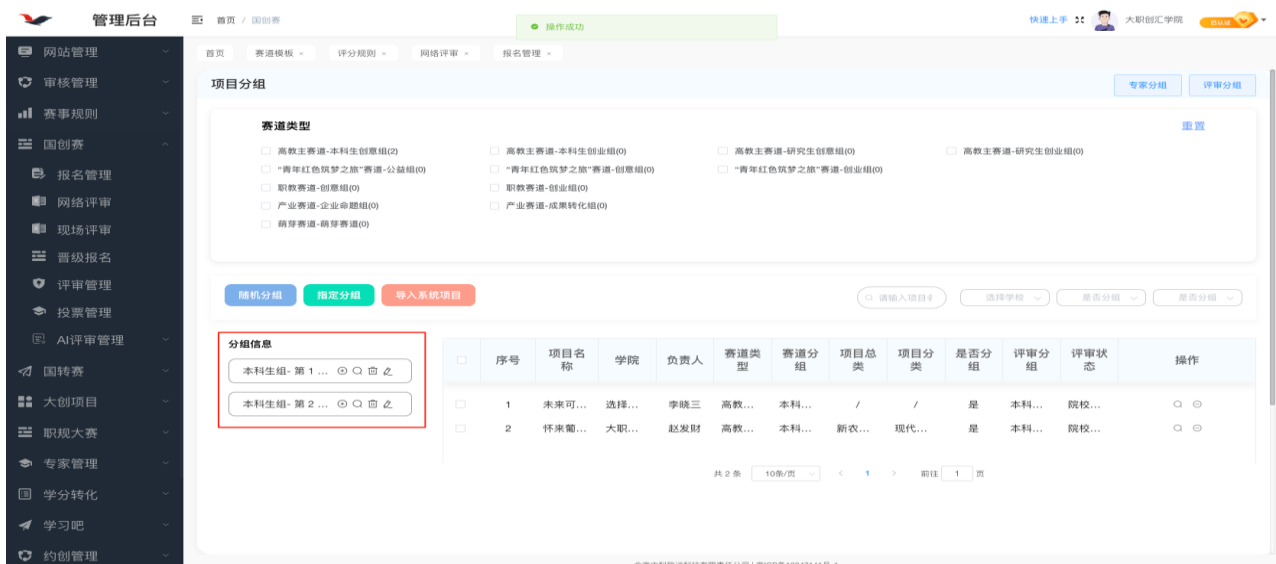 管理后台
首页 / 国创赛
操作成功
快速上手
大职创汇学院
已认证
首页 赛道模板 × 评分规则 × 网络评审 × 报名管理 ×
网站管理
审核管理
赛事规则
国创赛
报名管理
网络评审
现场评审
晋级报名
评审管理
投票管理
AI评审管理
国转赛
大创项目
职规大赛
专家管理
学分转化
学习吧
约创管理
项目分组
专家分组 评审分组
赛道类型
重置
高教主赛道-本科生创意组(2) 高教主赛道-本科生创业组(0) 高教主赛道-研究生创意组(0) 高教主赛道-研究生创业组(0)
“青年红色筑梦之旅”赛道-公益组(0) “青年红色筑梦之旅”赛道-创意组(0) “青年红色筑梦之旅”赛道-创业组(0)
职教赛道-创意组(0) 职教赛道-创业组(0)
产业赛道-企业命题组(0) 产业赛道-成果转化组(0)
萌芽赛道-萌芽赛道(0)
随机分组 指定分组 导入系统项目
请输入项目名 选择学校 是否分组 是否分组
分组信息
本科生组- 第 1 ...
本科生组- 第 2 ...
序号 项目名称 学院 负责人 赛道类型 赛道分组 项目总类 项目分类 是否分组 评审分组 评审状态 操作
1 未来可... 选择... 李晓三 高教... 本科... / / 是 本科... 院校...
2 怀来葡... 大职... 赵发财 高教... 本科... 新农... 现代... 是 本科... 院校...
共 2 条 10条/页 < 1 > 前往 1 页